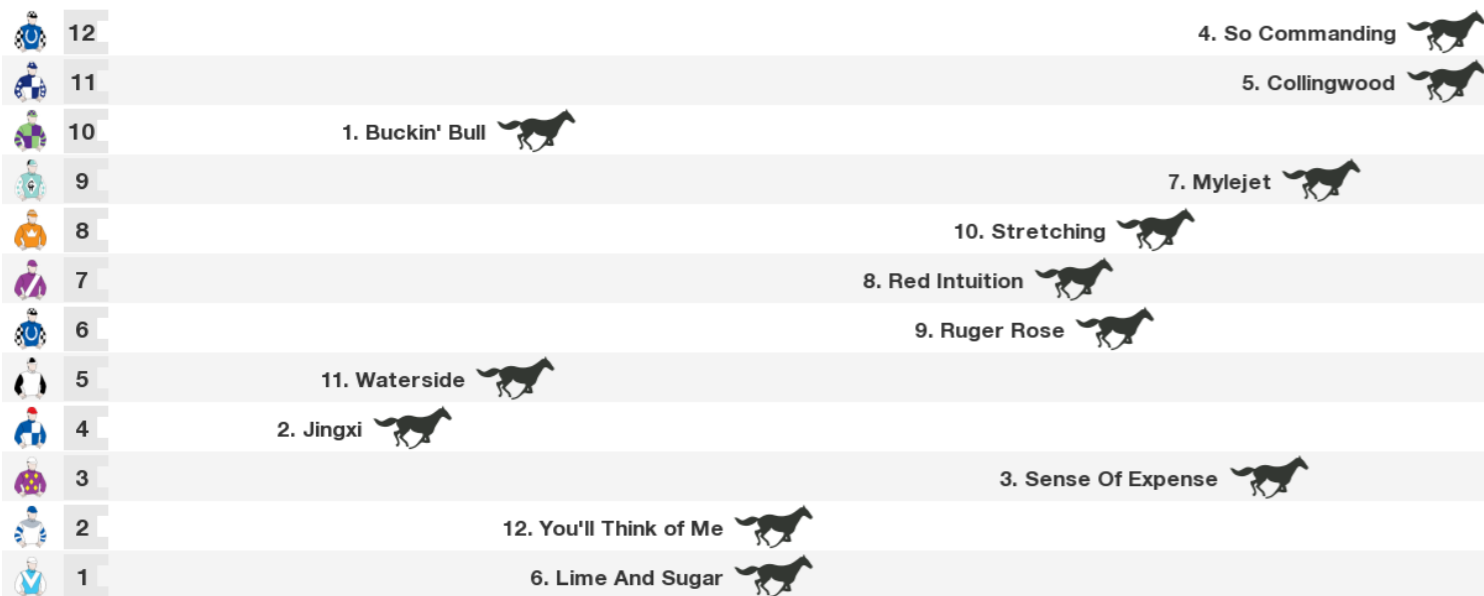 12 4. So Commanding
11 5. Collingwood
10 1. Buckin' Bull
9 7. Mylejet
8 10. Stretching
7 8. Red Intuition
6 9. Ruger Rose
5 11. Waterside
4 2. Jingxi
3 3. Sense Of Expense
2 12. You'll Think of Me
1 6. Lime And Sugar